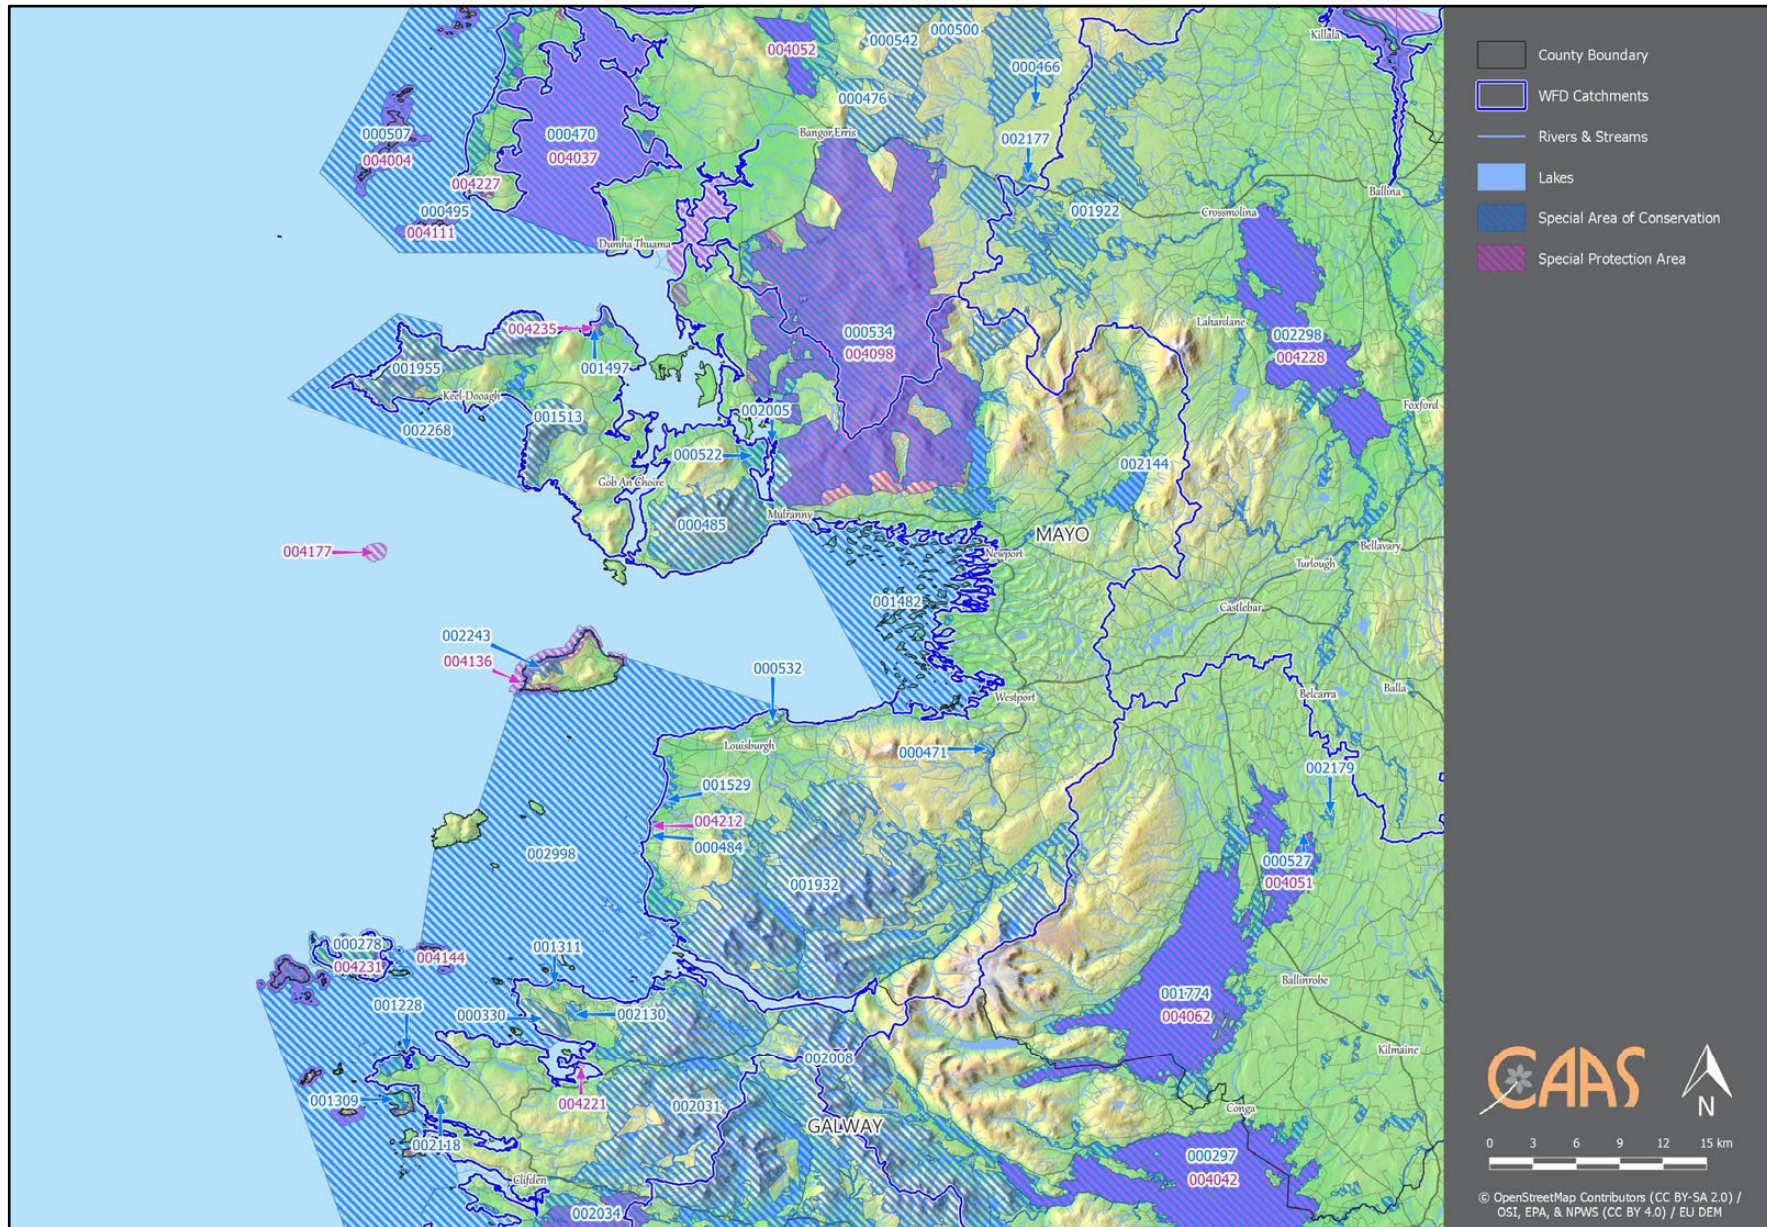 004052
000542
000500
Killala
000466
000476
000507
004004
000470
004037
Bangor Erris
002177
004227
000495
004111
001922
Crossmolina
Ballina
Dumha Thuama
004235
001497
000534
004098
Lahardane
002298
004228
001955
Keel-Dooagh
002268
001513
002005
Foxford
000522
Gob An Choire
002144
000485
Mulranny
004177
MAYO
Newport
Bellavary
Turlough
001482
Castlebar
002243
004136
000532
Westport
Belcarra
Balla
Louisburgh
000471
001529
004212
000484
002179
002998
001932
000527
004051
000278
004231
004144
001311
001228
000330
002130
001774
004062
Ballinrobe
002008
Kilmaine
001309
004221
002031
GALWAY
Conga
002118
Clifden
002034
000297
004042
County Boundary
WFD Catchments
Rivers & Streams
Lakes
Special Area of Conservation
Special Protection Area
CAAS
N
0 3 6 9 12 15 km
© OpenStreetMap Contributors (CC BY-SA 2.0) /
OSI, EPA, & NPWS (CC BY 4.0) / EU DEM